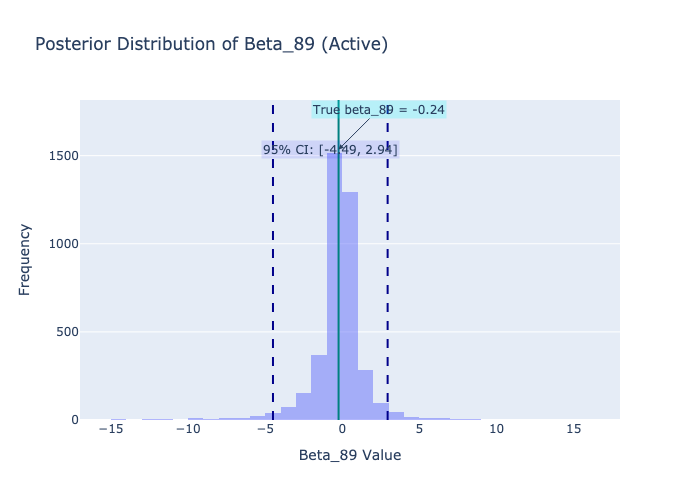 Posterior Distribution of Beta_89 (Active)
True beta_89 = -0.24
95% CI: [-4.49, 2.94]
1500
1000
500
0
Frequency
−15 −10 −5 0 5 10 15
Beta_89 Value